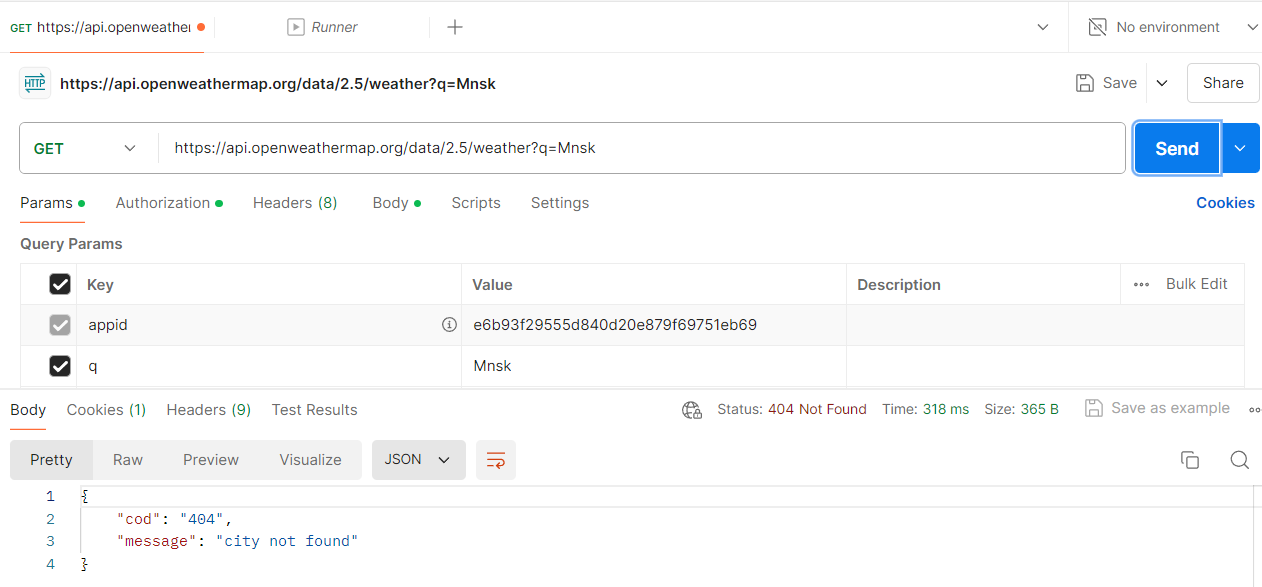 GET https://api.openweather Runner No environment
HTTP https://api.openweathermap.org/data/2.5/weather?q=Mnsk Save Share
GET https://api.openweathermap.org/data/2.5/weather?q=Mnsk Send
Params Authorization Headers (8) Body Scripts Settings Cookies
Query Params
Key Value Description Bulk Edit
appid e6b93f29555d840d20e879f69751eb69
q Mnsk
Body Cookies (1) Headers (9) Test Results Status: 404 Not Found Time: 318 ms Size: 365 B Save as example
Pretty Raw Preview Visualize JSON
1 {
2 "cod": "404",
3 "message": "city not found"
4 }